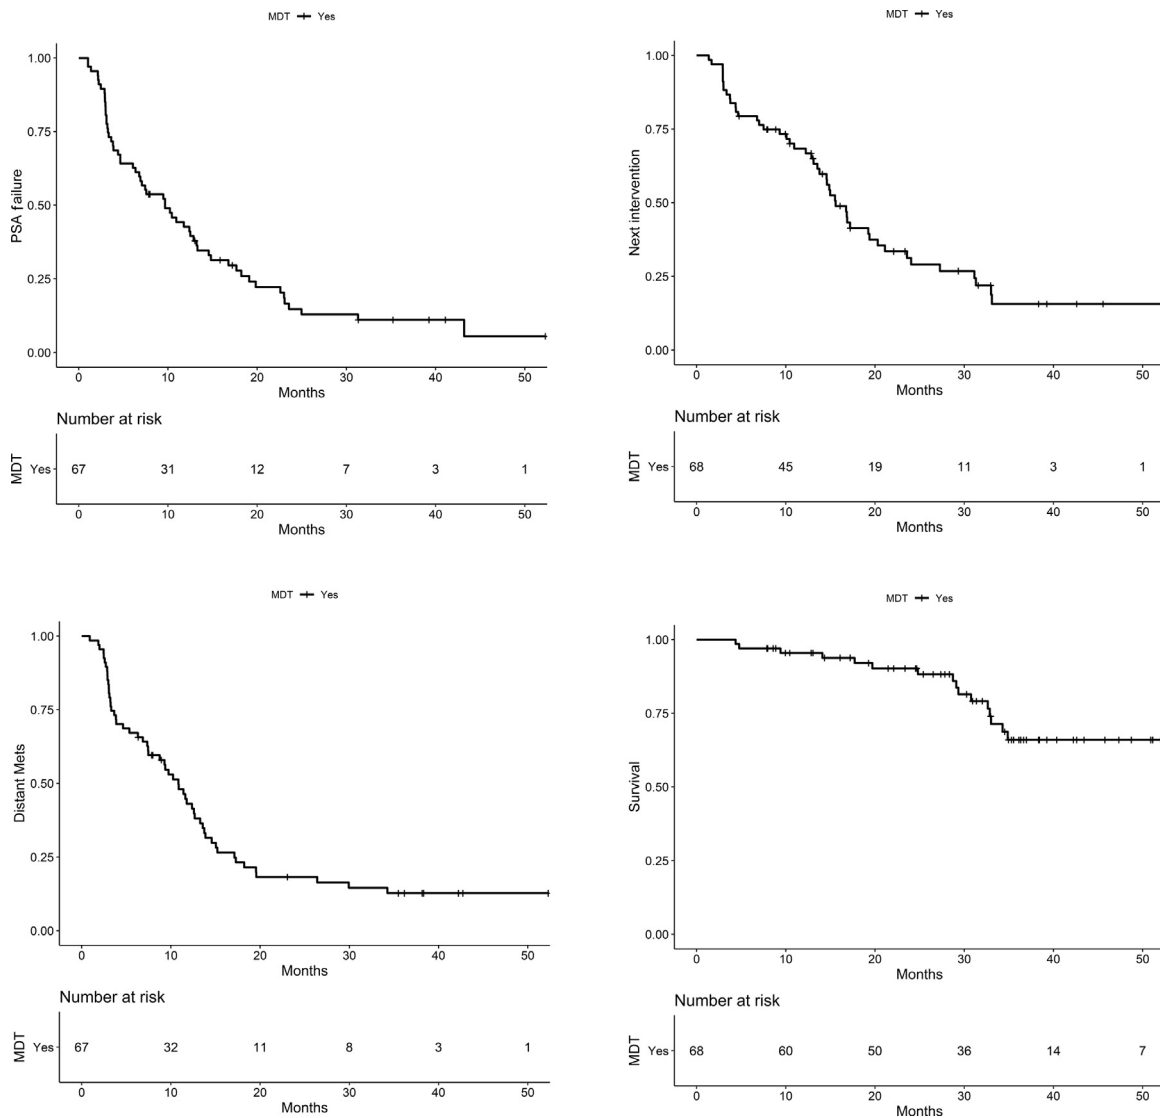 MDT Yes
PSA failure
1.00
0.75
0.50
0.25
0.00
0 10 20 30 40 50
Months
Number at risk
MDT
Yes 67 31 12 7 3 1
0 10 20 30 40 50
Months
MDT Yes
Next intervention
1.00
0.75
0.50
0.25
0.00
0 10 20 30 40 50
Months
Number at risk
MDT
Yes 68 45 19 11 3 1
0 10 20 30 40 50
Months
MDT Yes
Distant Mets
1.00
0.75
0.50
0.25
0.00
0 10 20 30 40 50
Months
Number at risk
MDT
Yes 67 32 11 8 3 1
0 10 20 30 40 50
Months
MDT Yes
Survival
1.00
0.75
0.50
0.25
0.00
0 10 20 30 40 50
Months
Number at risk
MDT
Yes 68 60 50 36 14 7
0 10 20 30 40 50
Months